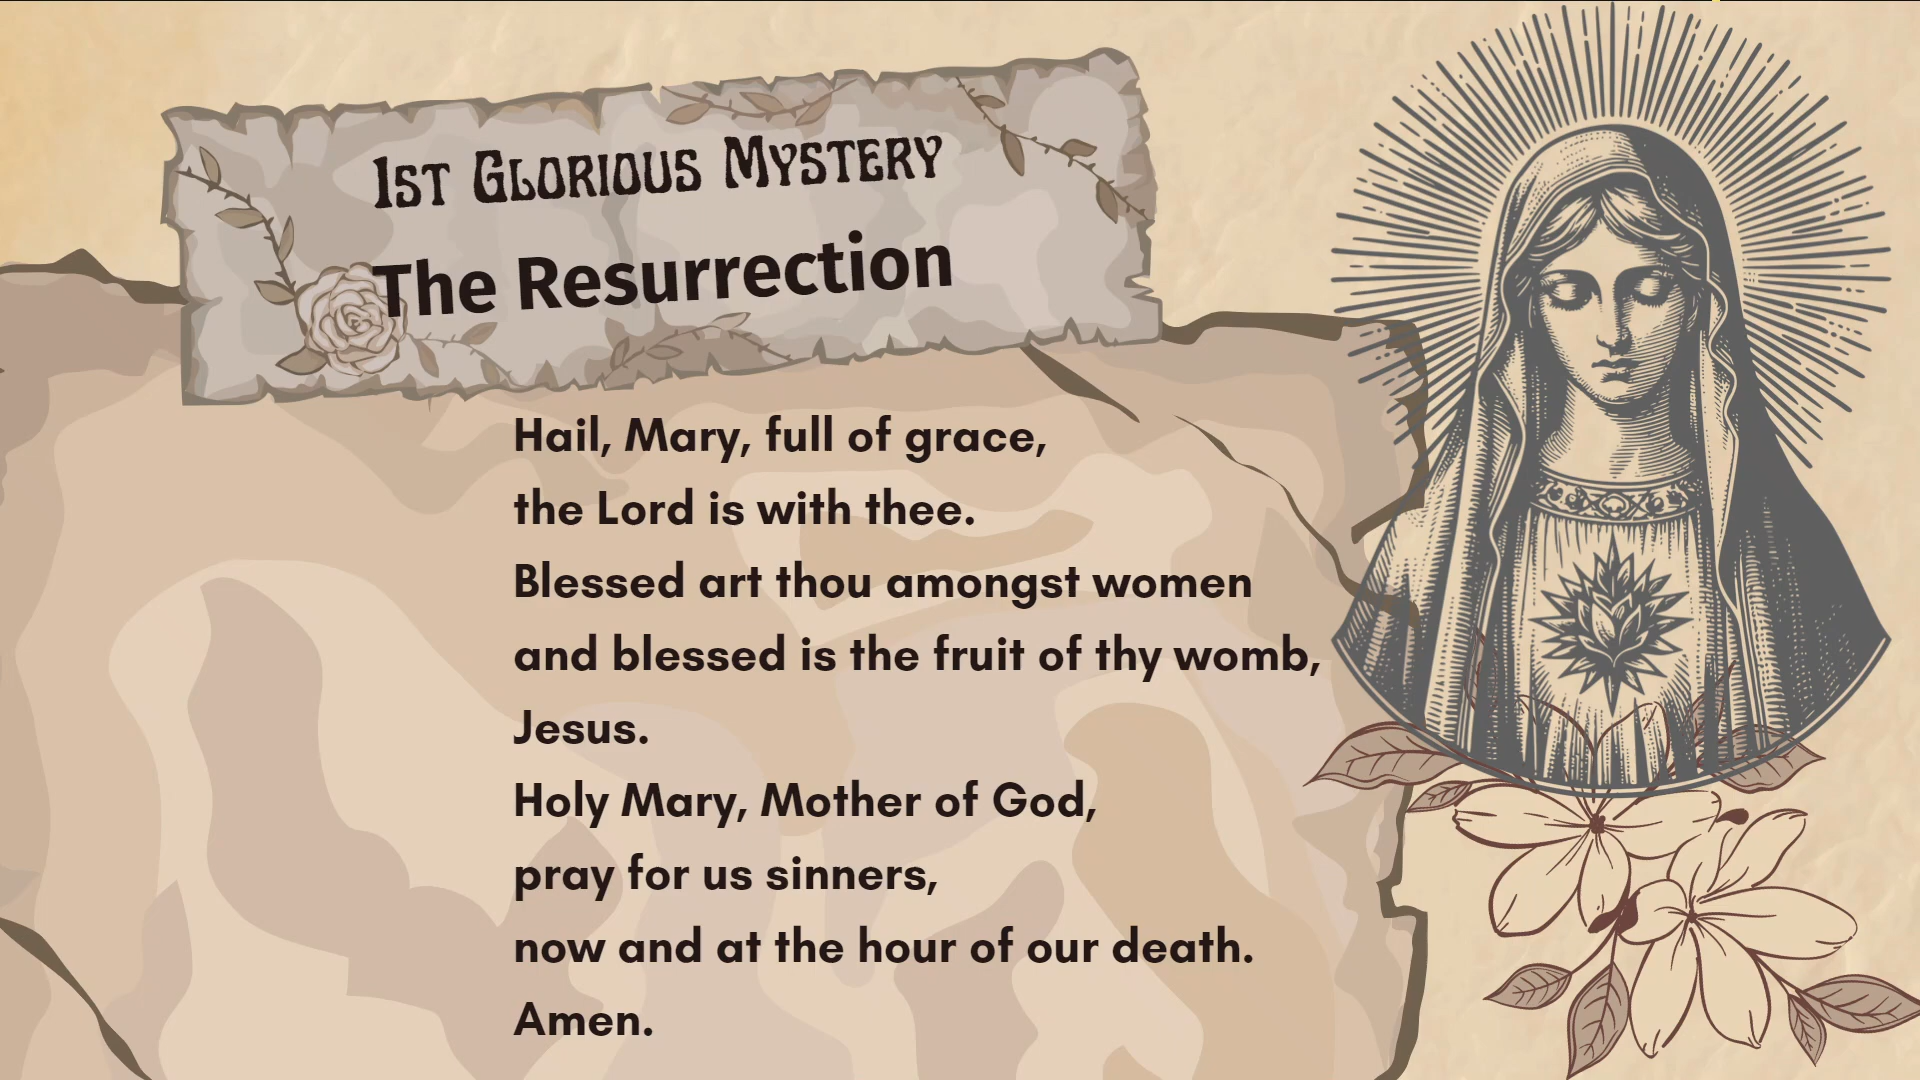 1st Glorious Mystery
The Resurrection
Hail, Mary, full of grace,
the Lord is with thee.
Blessed art thou amongst women
and blessed is the fruit of thy womb,
Jesus.
Holy Mary, Mother of God,
pray for us sinners,
now and at the hour of our death.
Amen.